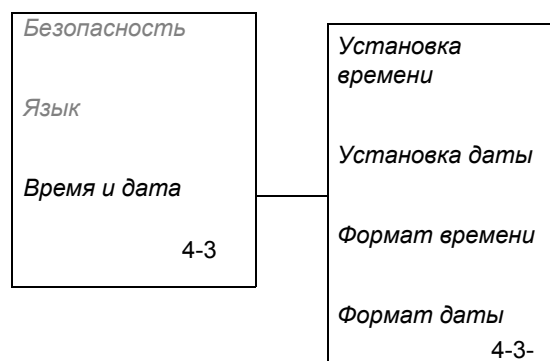 Безопасность
Язык
Время и дата
4-3
Установка
времени
Установка даты
Формат времени
Формат даты
4-3-